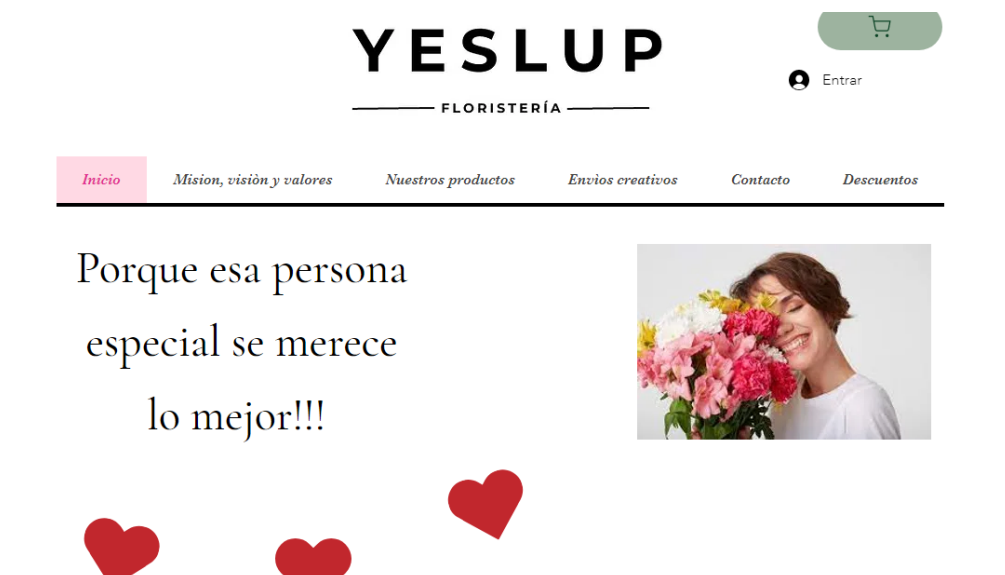 YESLUP
FLORISTERÍA
Entrar
Inicio
Mision, visiòn y valores
Nuestros productos
Envios creativos
Contacto
Descuentos
Porque esa persona
especial se merece
lo mejor!!!